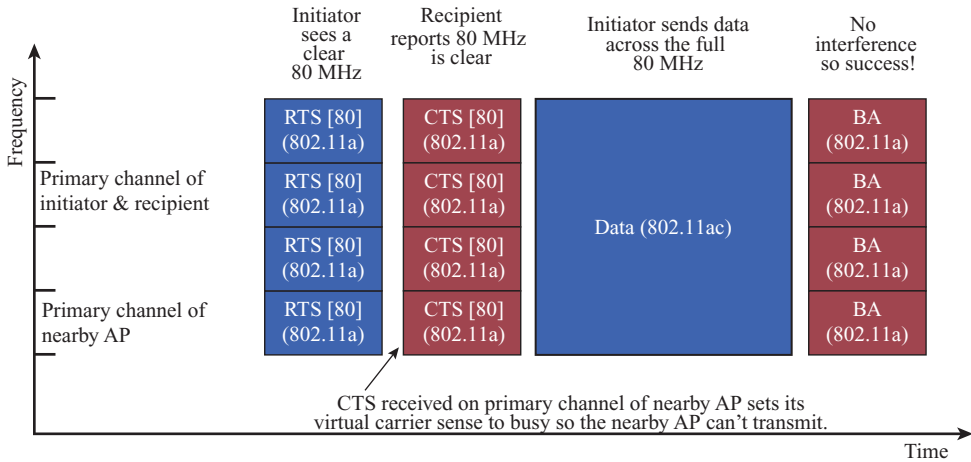 Initiator
sees a
clear
80 MHz
Recipient
reports 80 MHz
is clear
Initiator sends data
across the full
80 MHz
No
interference
so success!
Frequency
RTS [80]
(802.11a)
CTS [80]
(802.11a)
BA
(802.11a)
Primary channel of
initiator & recipient
RTS [80]
(802.11a)
CTS [80]
(802.11a)
Data (802.11ac)
BA
(802.11a)
RTS [80]
(802.11a)
CTS [80]
(802.11a)
BA
(802.11a)
Primary channel of
nearby AP
RTS [80]
(802.11a)
CTS [80]
(802.11a)
BA
(802.11a)
CTS received on primary channel of nearby AP sets its
virtual carrier sense to busy so the nearby AP can't transmit.
Time